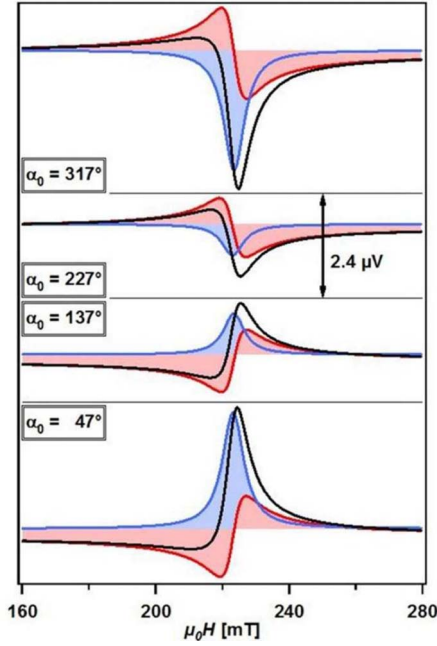 α₀ = 317°
α₀ = 227°
2.4 µV
α₀ = 137°
α₀ = 47°
160 200 240 280
µ₀H [mT]